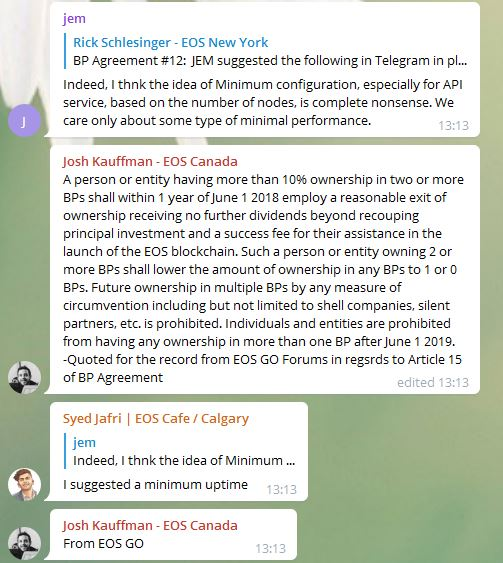 jem
Rick Schlesinger - EOS New York
BP Agreement #12: JEM suggested the following in Telegram in pl...
Indeed, I thnk the idea of Minimum configuration, especially for API
service, based on the number of nodes, is complete nonsense. We
care only about some type of minimal performance.
13:13
J
Josh Kauffman - EOS Canada
A person or entity having more than 10% ownership in two or more
BPs shall within 1 year of June 1 2018 employ a reasonable exit of
ownership receiving no further dividends beyond recouping
principal investment and a success fee for their assistance in the
launch of the EOS blockchain. Such a person or entity owning 2 or
more BPs shall lower the amount of ownership in any BPs to 1 or 0
BPs. Future ownership in multiple BPs by any measure of
circumvention including but not limited to shell companies, silent
partners, etc. is prohibited. Individuals and entities are prohibited
from having any ownership in more than one BP after June 1 2019.
-Quoted for the record from EOS GO Forums in regsrds to Article 15
of BP Agreement
edited 13:13
Syed Jafri | EOS Cafe / Calgary
jem
Indeed, I thnk the idea of Minimum ...
I suggested a minimum uptime
13:13
Josh Kauffman - EOS Canada
From EOS GO
13:13